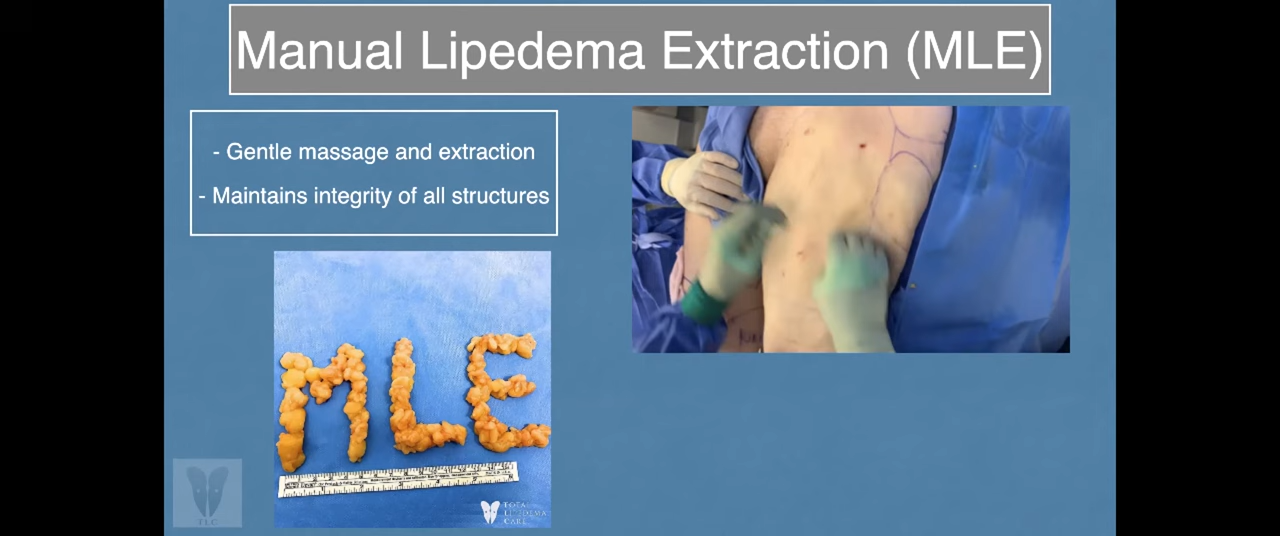 Manual Lipedema Extraction (MLE)
- Gentle massage and extraction
- Maintains integrity of all structures
MLE
TOTAL
LIPEDEMA
CARE
TLC